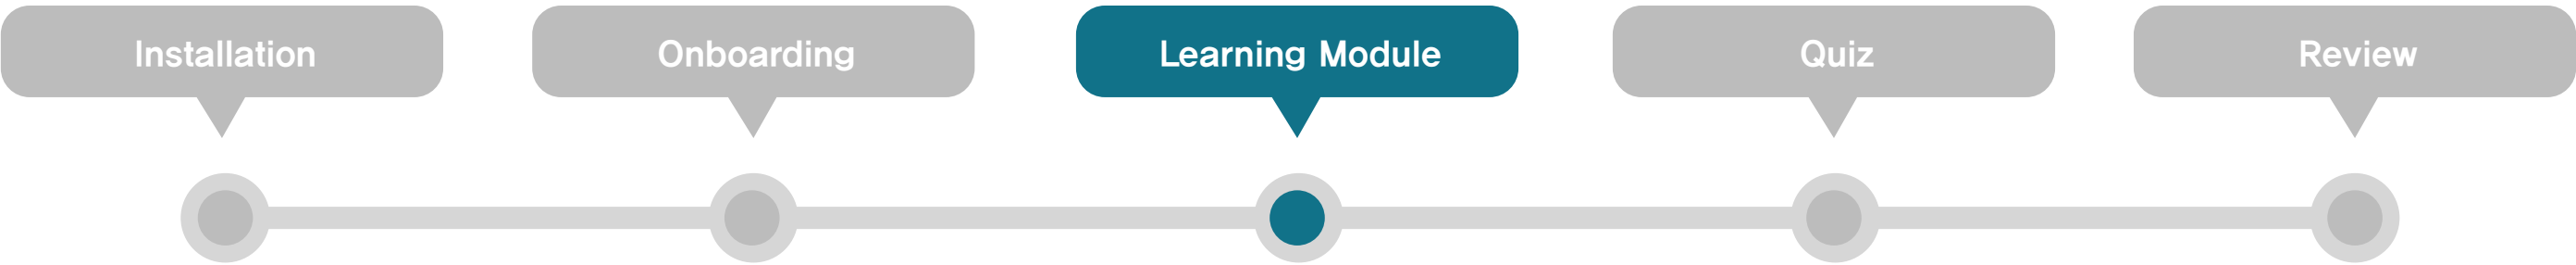 Installation
Onboarding
Learning Module
Quiz
Review